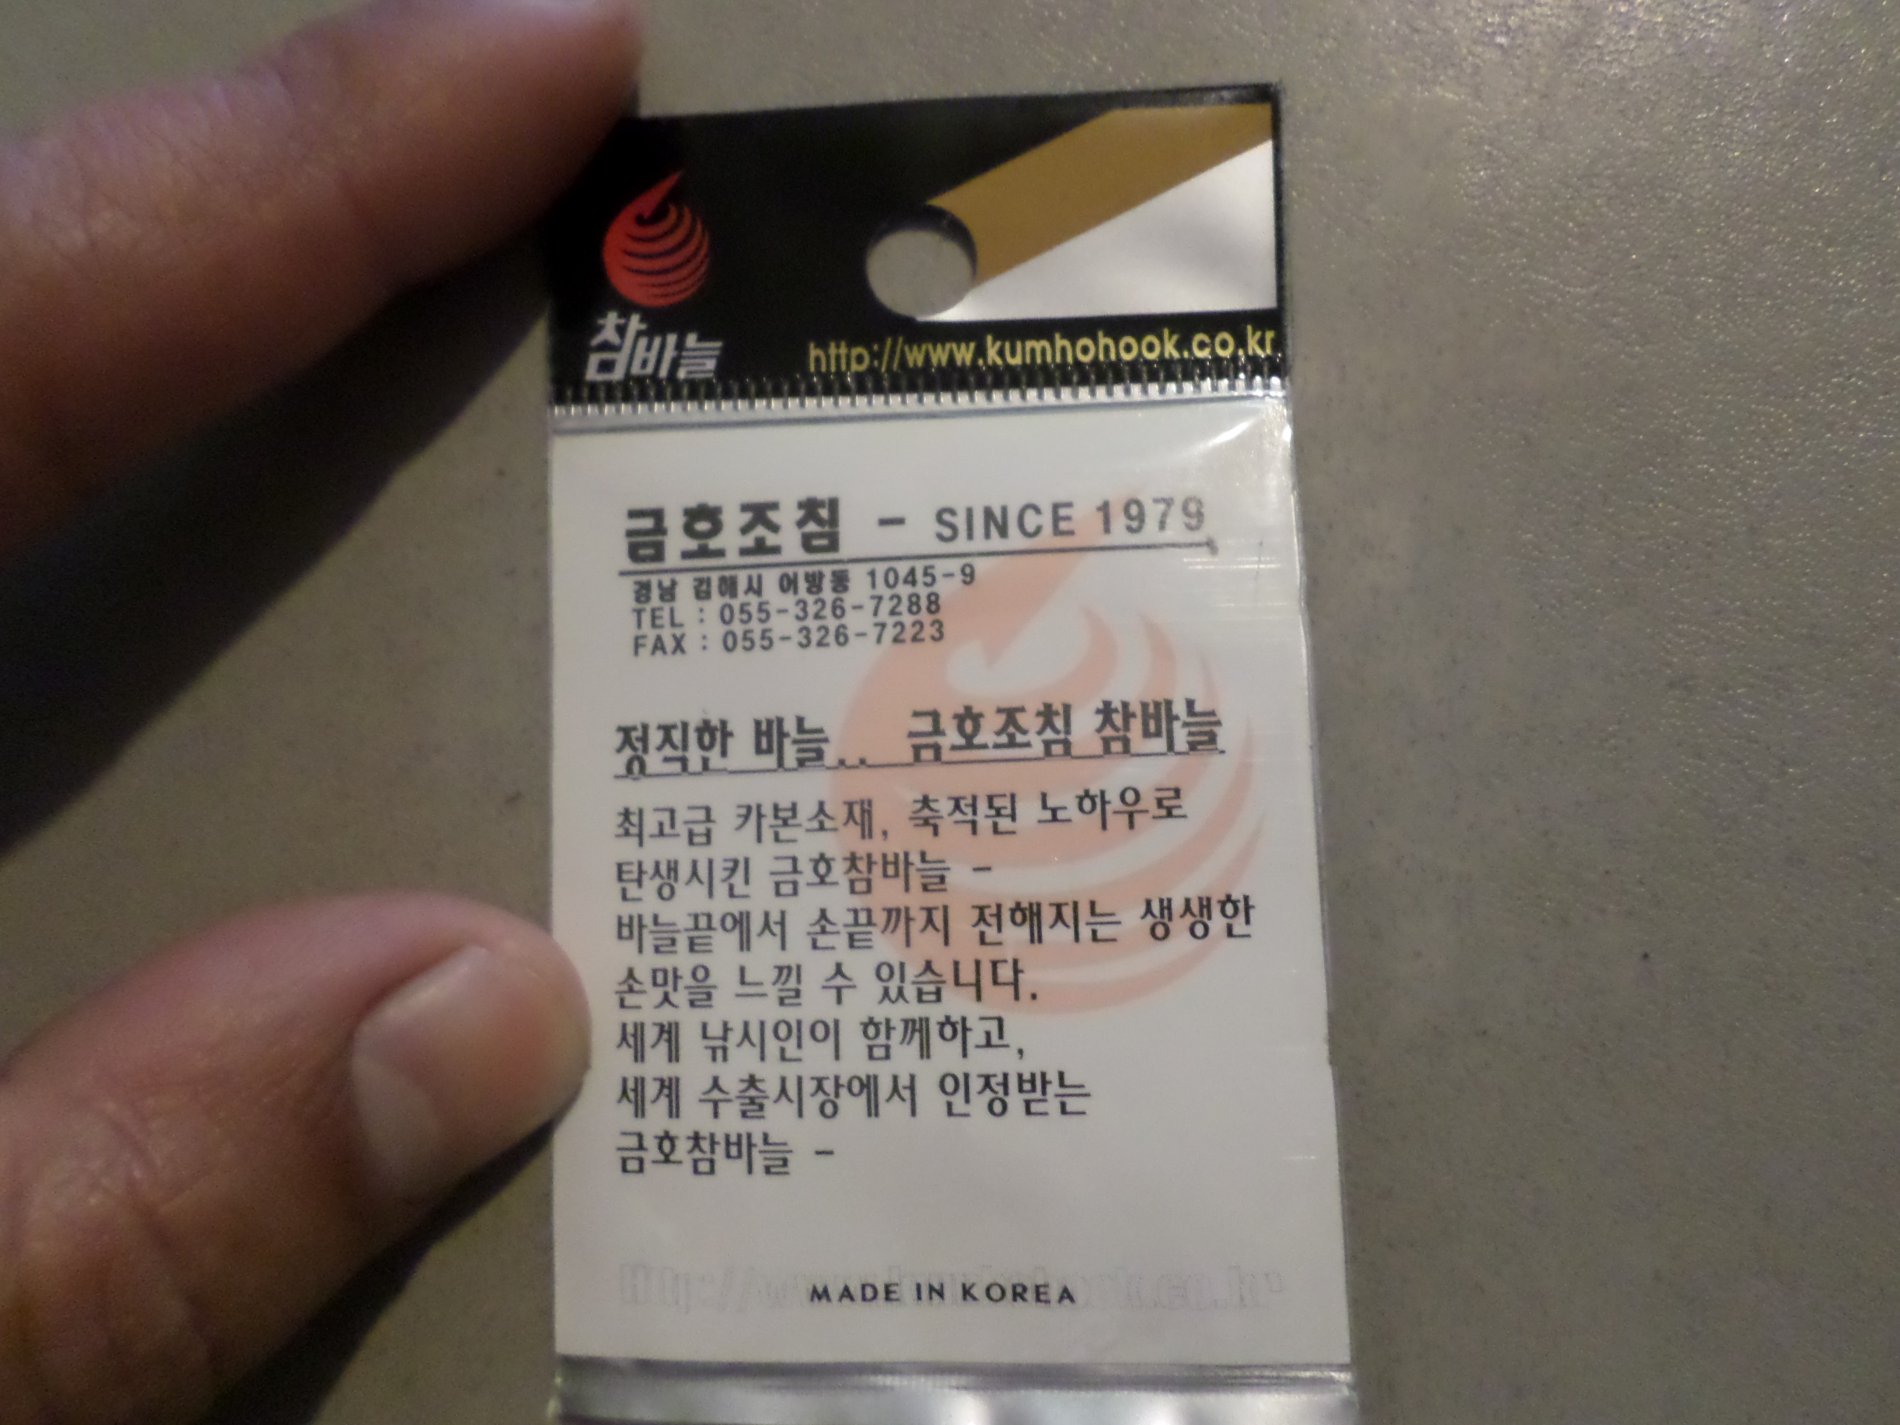 참바늘
http://www.kumhohook.co.kr
금호조침 - SINCE 1979
경남 김해시 어방동 1045-9
TEL : 055-326-7288
FAX : 055-326-7223
정직한 바늘.. 금호조침 참바늘
최고급 카본소재, 축적된 노하우로
탄생시킨 금호참바늘 -
바늘끝에서 손끝까지 전해지는 생생한
손맛을 느낄 수 있습니다.
세계 낚시인이 함께하고,
세계 수출시장에서 인정받는
금호참바늘 -
MADE IN KOREA